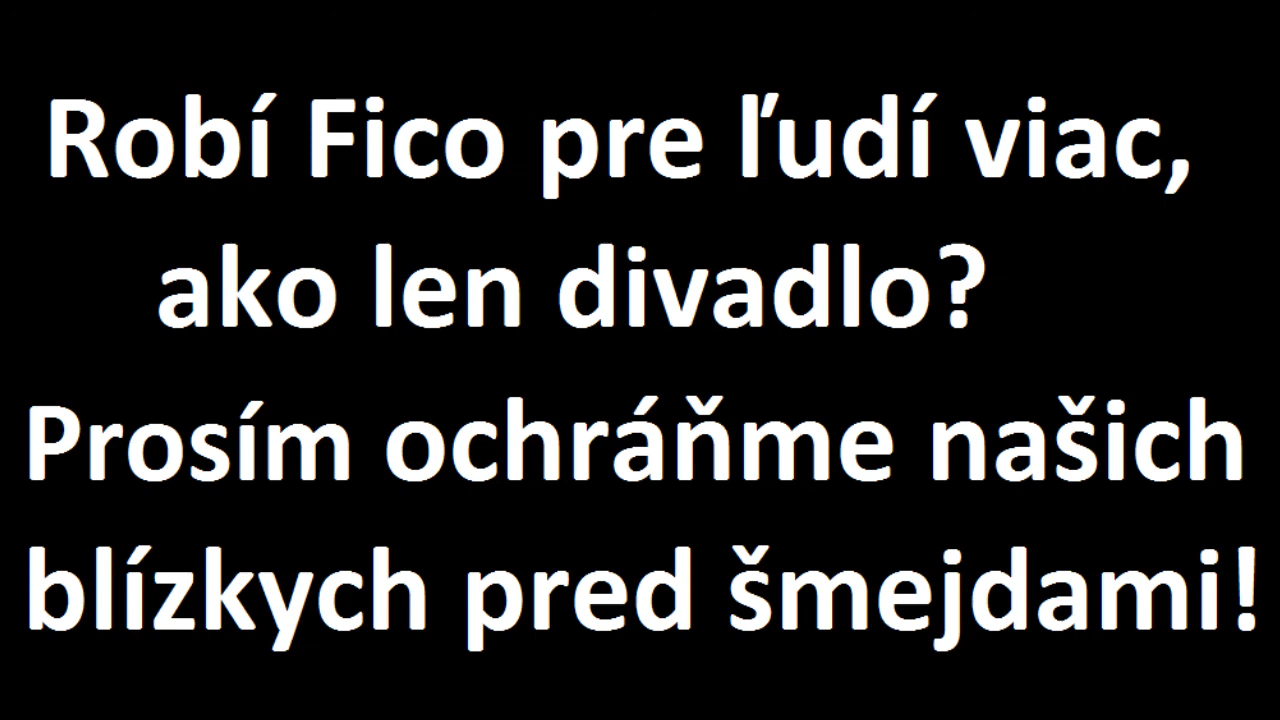 Robí Fico pre ľudí viac,
ako len divadlo?
Prosím ochráňme našich
blízkych pred šmejdami!